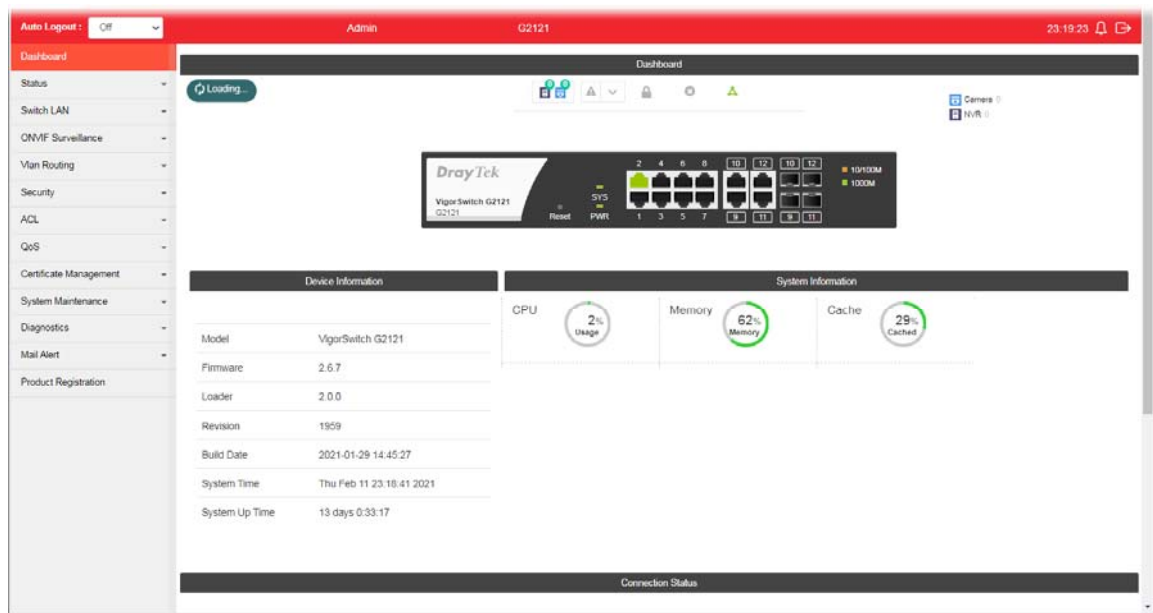 Auto Logout : Off Admin G2121 23:19:23
Dashboard
Status
Switch LAN
ONVIF Surveillance
Vlan Routing
Security
ACL
QoS
Certificate Management
System Maintenance
Diagnostics
Mail Alert
Product Registration
Dashboard
Loading...
Camera 0
NVR 0
DrayTek
VigorSwitch G2121
G2121
Reset
SYS
PWR
2 4 6 8 10 12 10 12
1 3 5 7 9 11 9 11
10/100M
1000M
Device Information
Model VigorSwitch G2121
Firmware 2.6.7
Loader 2.0.0
Revision 1959
Build Date 2021-01-29 14:45:27
System Time Thu Feb 11 23:18:41 2021
System Up Time 13 days 0:33:17
System Information
CPU 2% Usage
Memory 62% Memory
Cache 29% Cached
Connection Status